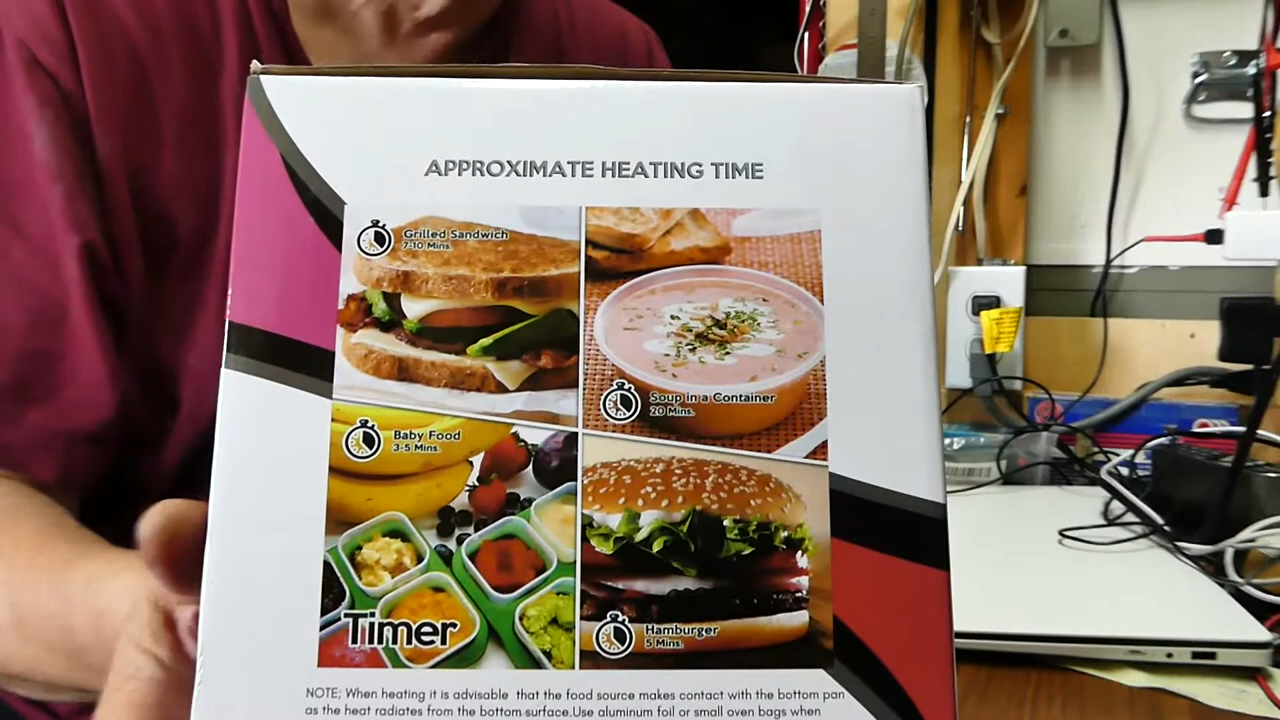 APPROXIMATE HEATING TIME
Grilled Sandwich
7-10 Mins.
Soup in a Container
20 Mins.
Baby Food
3-5 Mins.
Timer
Hamburger
5 Mins.
NOTE; When heating it is advisable that the food source makes contact with the bottom pan
as the heat radiates from the bottom surface.Use aluminum foil or small oven bags when